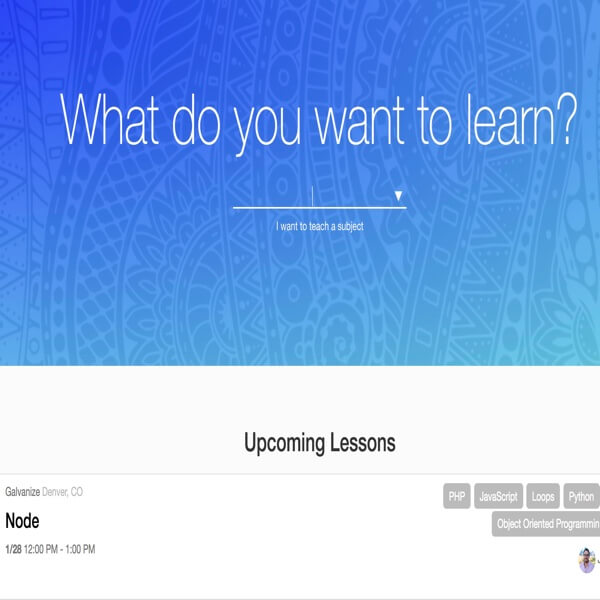 What do you want to learn?
I want to teach a subject
Upcoming Lessons
Galvanize Denver, CO
Node
1/28 12:00 PM - 1:00 PM
PHP JavaScript Loops Python
Object Oriented Programmin